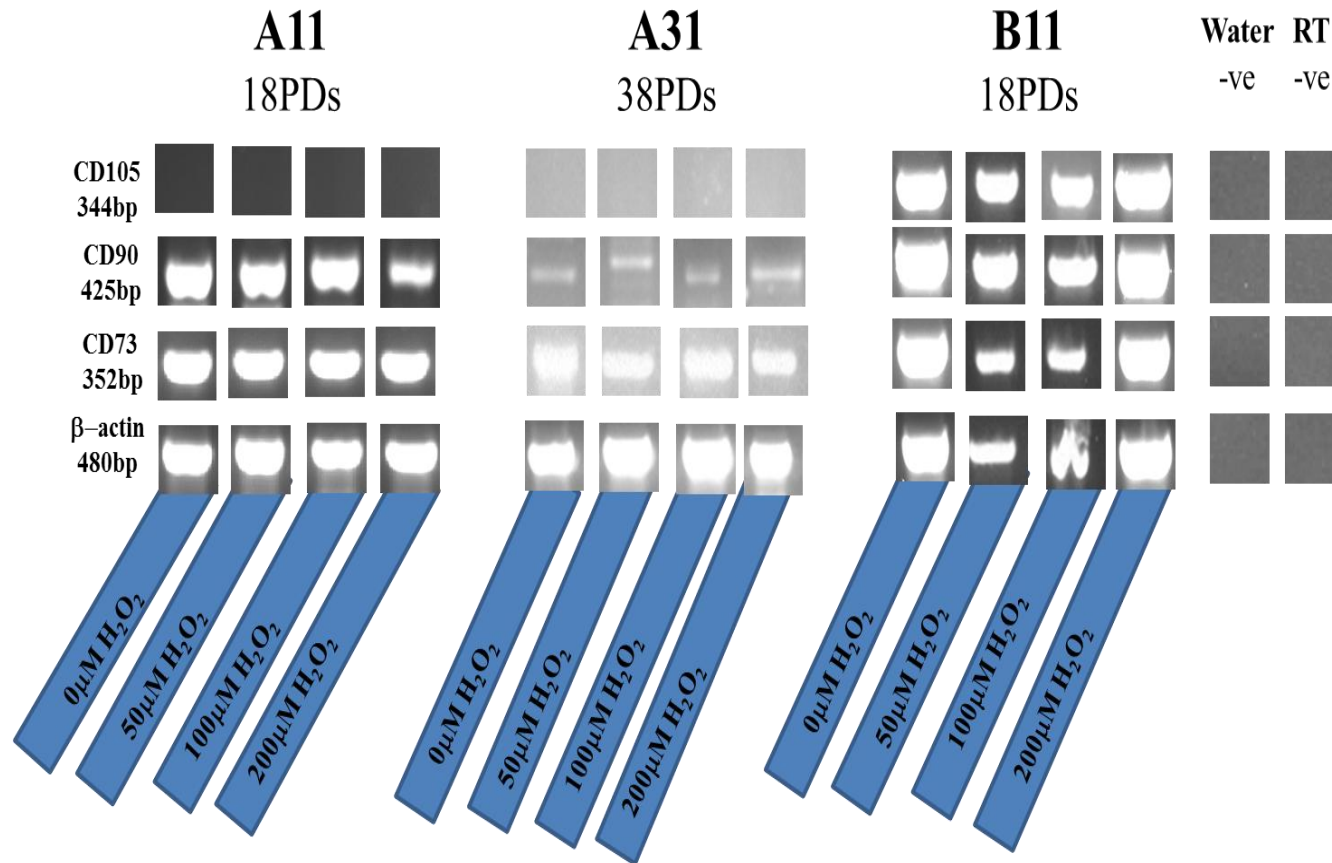 A11
18PDs
A31
38PDs
B11
18PDs
Water
-ve
RT
-ve
CD105
344bp
CD90
425bp
CD73
352bp
β–actin
480bp
0μM H₂O₂
50μM H₂O₂
100μM H₂O₂
200μM H₂O₂
0μM H₂O₂
50μM H₂O₂
100μM H₂O₂
200μM H₂O₂
0μM H₂O₂
50μM H₂O₂
100μM H₂O₂
200μM H₂O₂